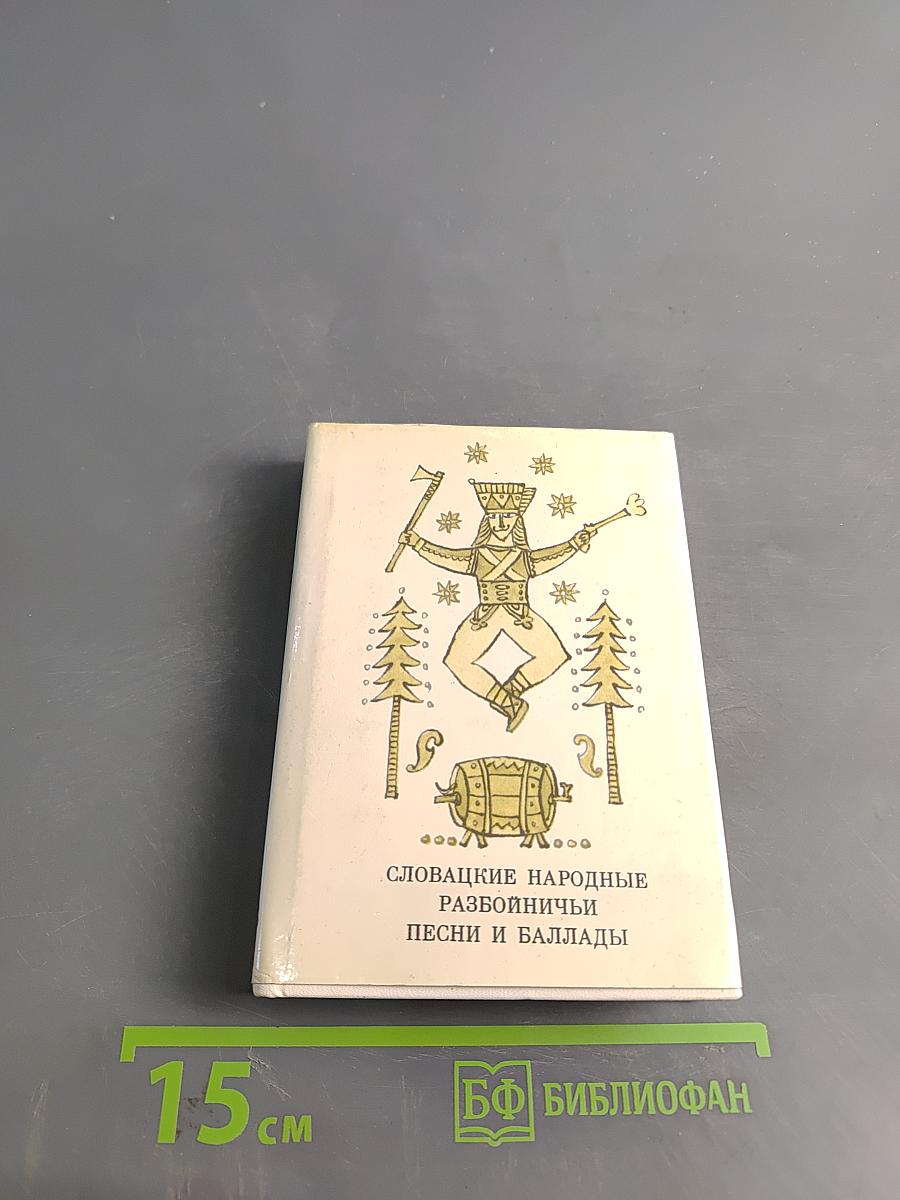 СЛОВАЦКИЕ НАРОДНЫЕ
РАЗБОЙНИЧЬИ
ПЕСНИ И БАЛЛАДЫ
15 см
БФ БИБЛИОФАН